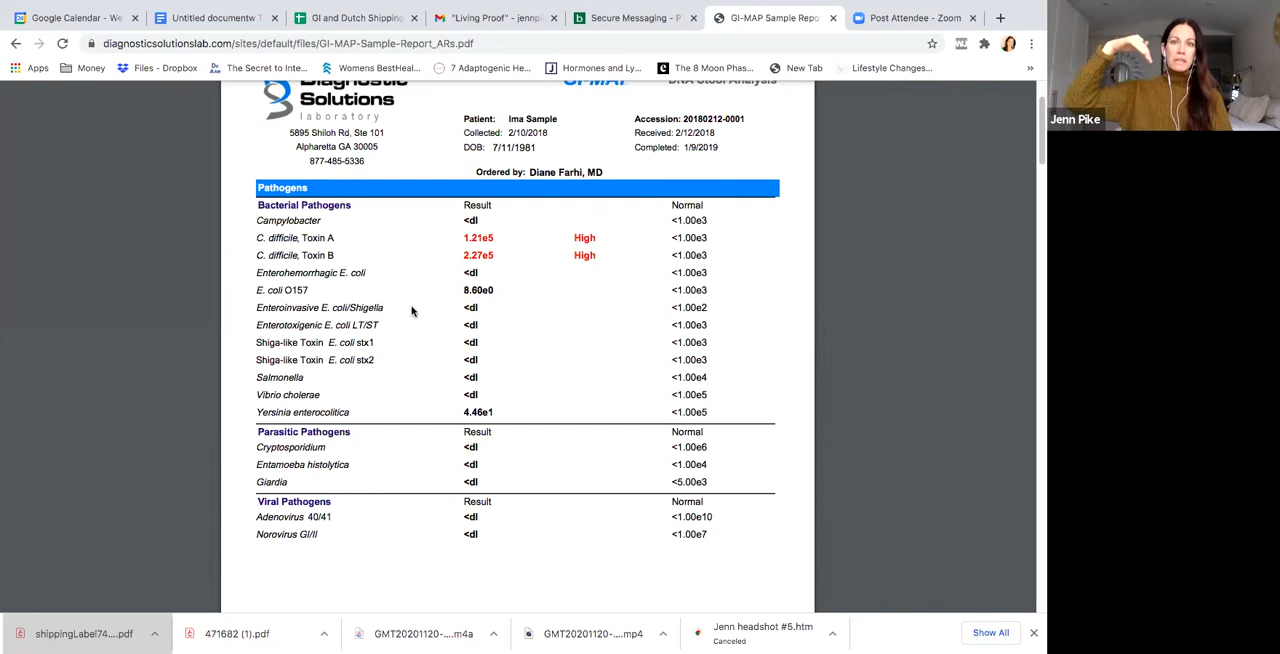 Google Calendar - We
Untitled documentw
GI and Dutch Shipping
"Living Proof" - jennpi
Secure Messaging - P
GI-MAP Sample Repo
Post Attendee - Zoom
diagnosticsolutionslab.com/sites/default/files/GI-MAP-Sample-Report_ARs.pdf
Apps Money Files - Dropbox The Secret to Inte... Womens BestHeal... 7 Adaptogenic He... Hormones and Ly... The 8 Moon Phas... New Tab Lifestyle Changes... »
Diagnostic GI-MAP DNA Stool Analysis
Solutions
laboratory
5895 Shiloh Rd, Ste 101
Alpharetta GA 30005
877-485-5336
Patient: Ima Sample Accession: 20180212-0001
Collected: 2/10/2018 Received: 2/12/2018
DOB: 7/11/1981 Completed: 1/9/2019
Ordered by: Diane Farhi, MD
Pathogens
Bacterial Pathogens Result Normal
Campylobacter <dl <1.00e3
C. difficile, Toxin A 1.21e5 High <1.00e3
C. difficile, Toxin B 2.27e5 High <1.00e3
Enterohemorrhagic E. coli <dl <1.00e3
E. coli O157 8.60e0 <1.00e3
Enteroinvasive E. coli/Shigella <dl <1.00e2
Enterotoxigenic E. coli LT/ST <dl <1.00e3
Shiga-like Toxin E. coli stx1 <dl <1.00e3
Shiga-like Toxin E. coli stx2 <dl <1.00e3
Salmonella <dl <1.00e4
Vibrio cholerae <dl <1.00e5
Yersinia enterocolitica 4.46e1 <1.00e5
Parasitic Pathogens Result Normal
Cryptosporidium <dl <1.00e6
Entamoeba histolytica <dl <1.00e4
Giardia <dl <5.00e3
Viral Pathogens Result Normal
Adenovirus 40/41 <dl <1.00e10
Norovirus GI/II <dl <1.00e7
shippingLabel74....pdf
471682 (1).pdf
GMT20201120-....m4a
GMT20201120-....mp4
Jenn headshot #5.htm
Canceled
Show All
Jenn Pike